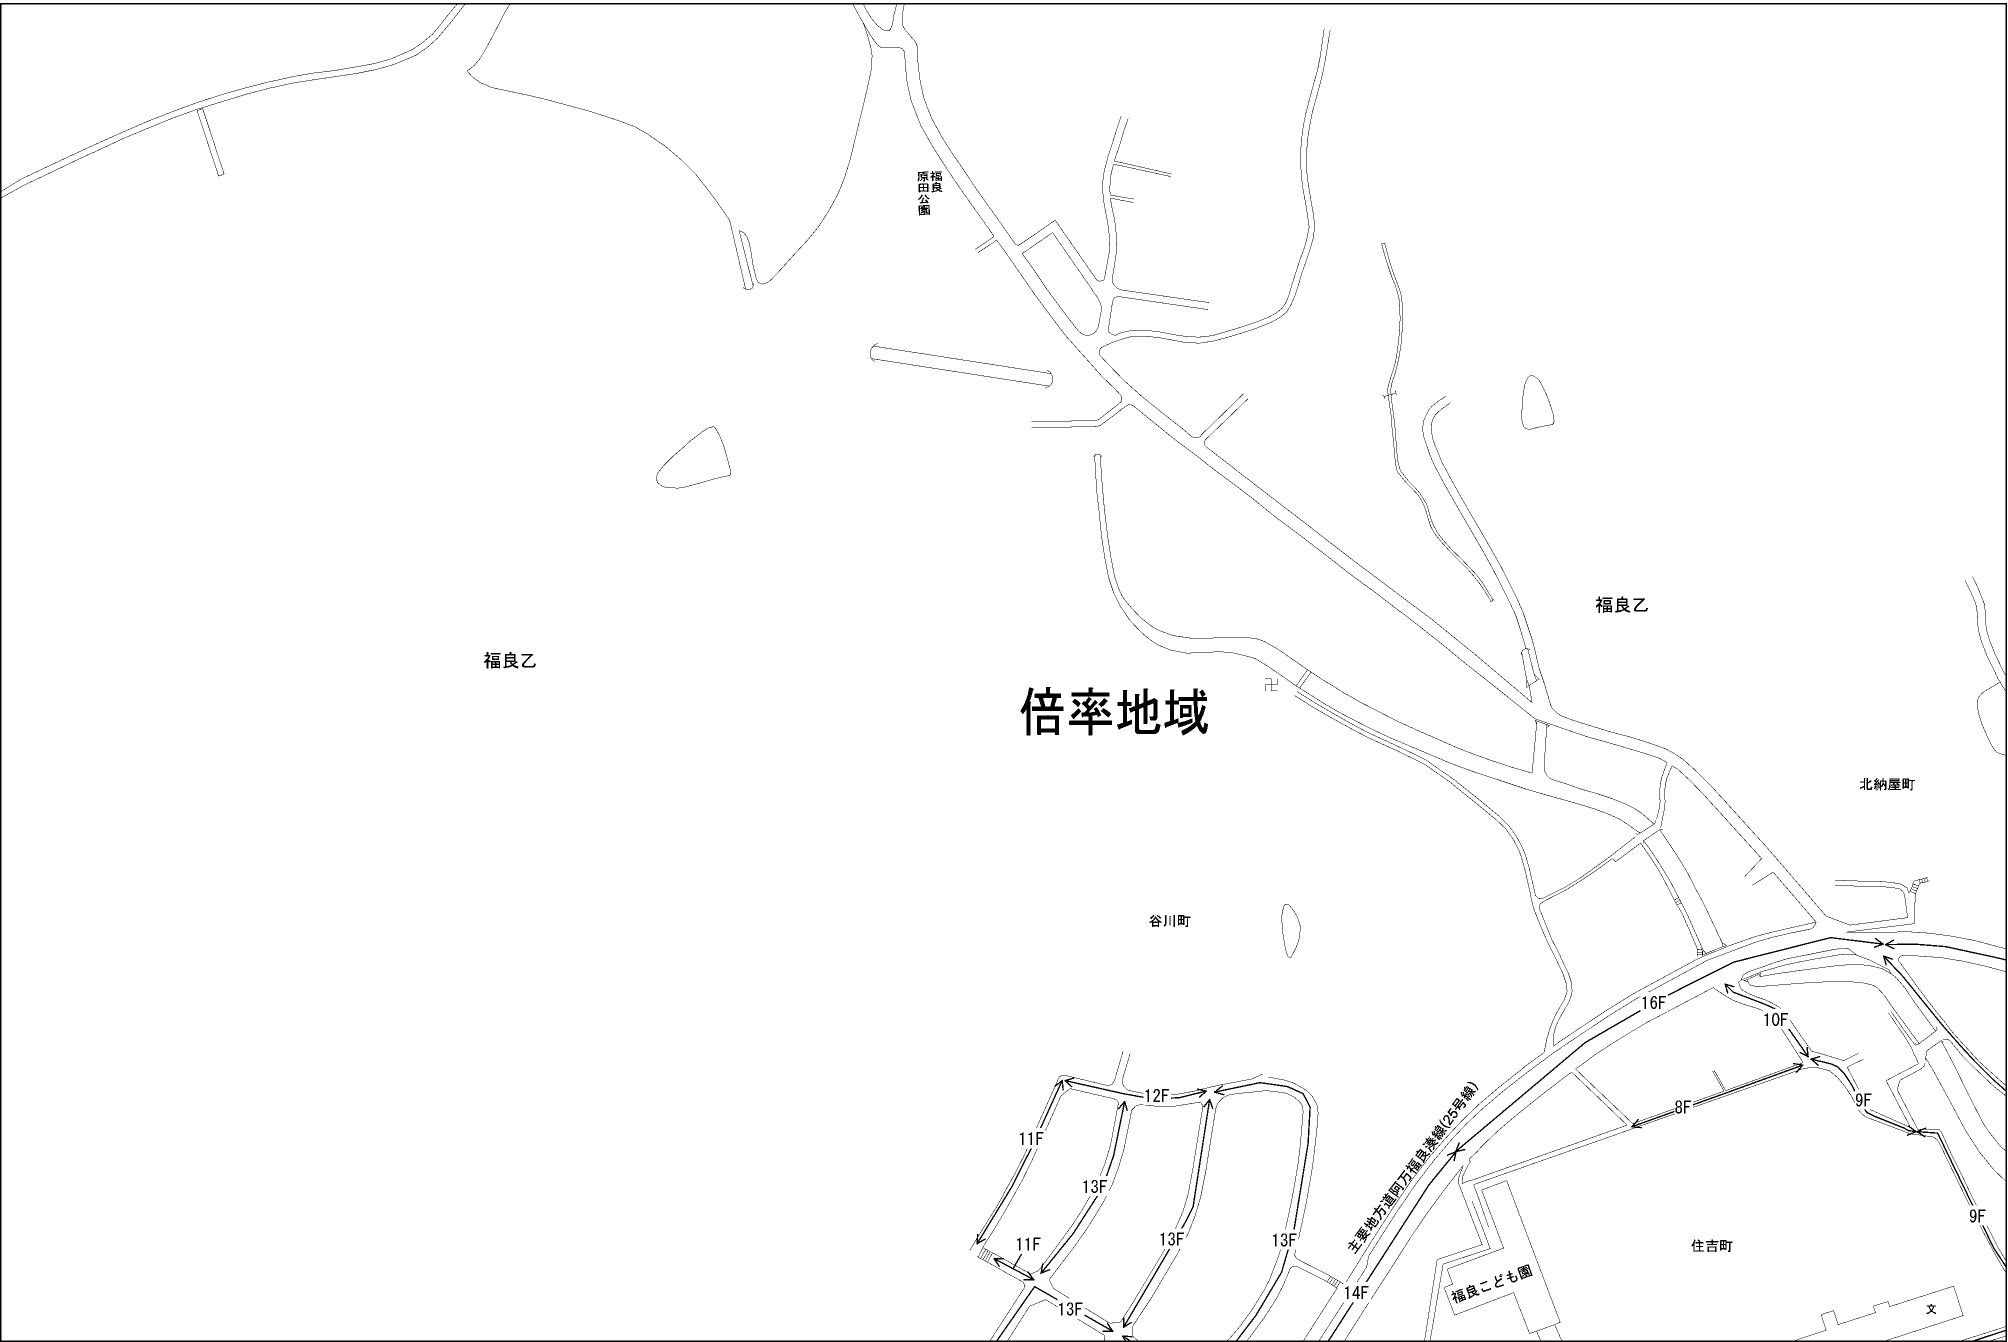 福良
原田公園
福良乙
福良乙
倍率地域
北納屋町
谷川町
16F
10F
12F
8F
9F
11F
主要地方道阿万福良湊線(25号線)
13F
9F
11F
13F
13F
住吉町
福良こども園
14F
13F
文